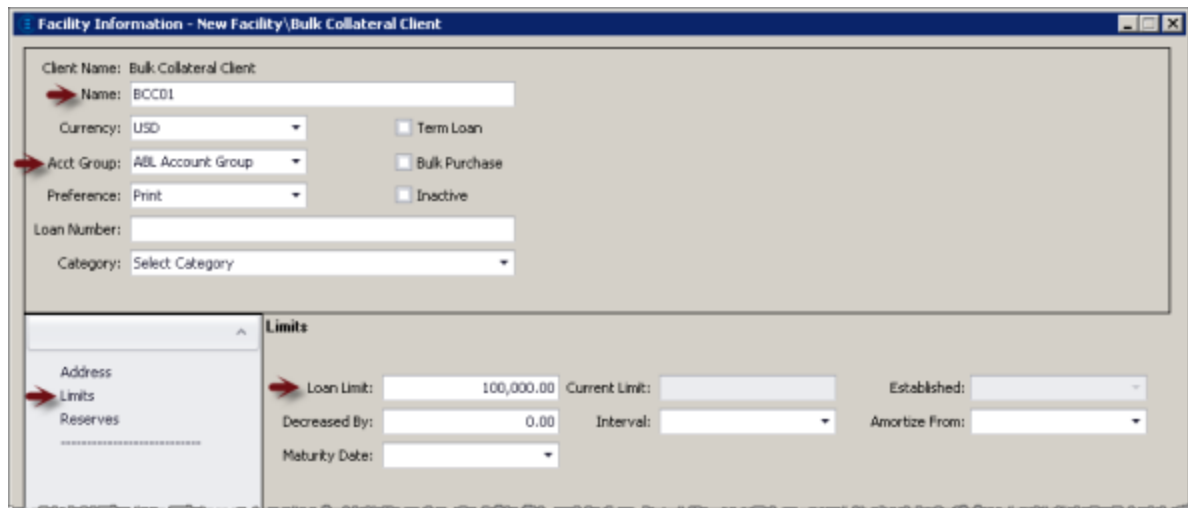 Facility Information - New Facility\Bulk Collateral Client
Client Name: Bulk Collateral Client
Name: BCC01
Currency: USD Term Loan
Acct Group: ABL Account Group Bulk Purchase
Preference: Print Inactive
Loan Number:
Category: Select Category
Limits
Address
Limits
Reserves
----------------------------
Loan Limit: 100,000.00 Current Limit: Established:
Decreased By: 0.00 Interval: Amortize From:
Maturity Date: